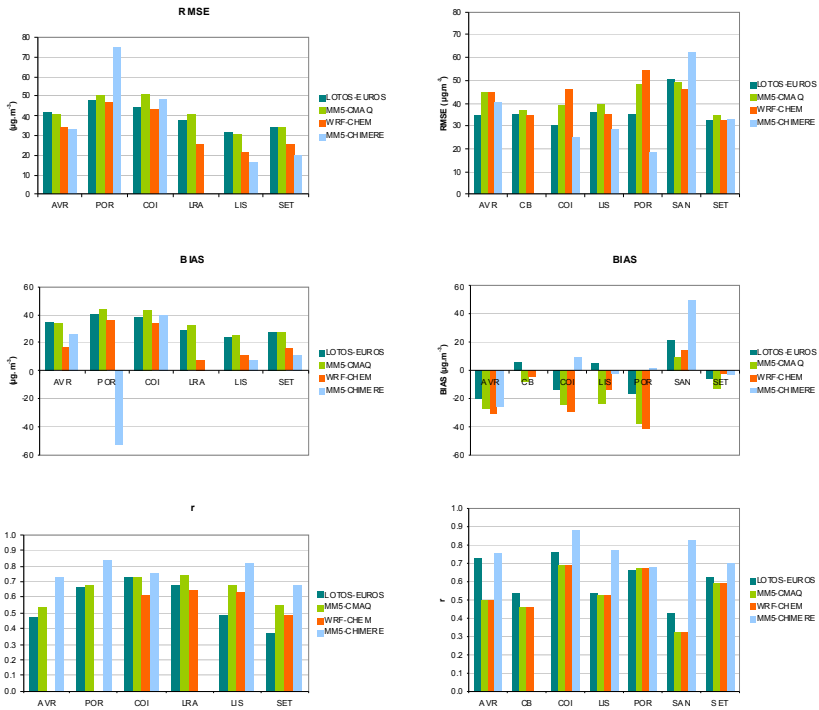 RMSE
80
70
60
50
40
30
20
10
0
(µg.m-3)
AVR POR COI LRA LIS SET
LOTOS-EUROS
MM5-CMAQ
WRF-CHEM
MM5-CHIMERE
80
70
60
50
40
30
20
10
0
RMSE (µg.m-3)
AVR CB COI LIS POR SAN SET
LOTOS-EUROS
MM5-CMAQ
WRF-CHEM
MM5-CHIMERE
BIAS
60
40
20
0
-20
-40
-60
(µg.m-3)
AVR POR COI LRA LIS SET
LOTOS-EUROS
MM5-CMAQ
WRF-CHEM
MM5-CHIMERE
BIAS
60
40
20
0
-20
-40
-60
BIAS (µg.m-3)
AVR CB COI LIS POR SAN SET
LOTOS-EUROS
MM5-CMAQ
WRF-CHEM
MM5-CHIMERE
r
1.0
0.9
0.8
0.7
0.6
0.5
0.4
0.3
0.2
0.1
0.0
AVR POR COI LRA LIS SET
LOTOS-EUROS
MM5-CMAQ
WRF-CHEM
MM5-CHIMERE
1.0
0.9
0.8
0.7
0.6
0.5
0.4
0.3
0.2
0.1
0.0
r
AVR CB COI LIS POR SAN SET
LOTOS-EUROS
MM5-CMAQ
WRF-CHEM
MM5-CHIMERE